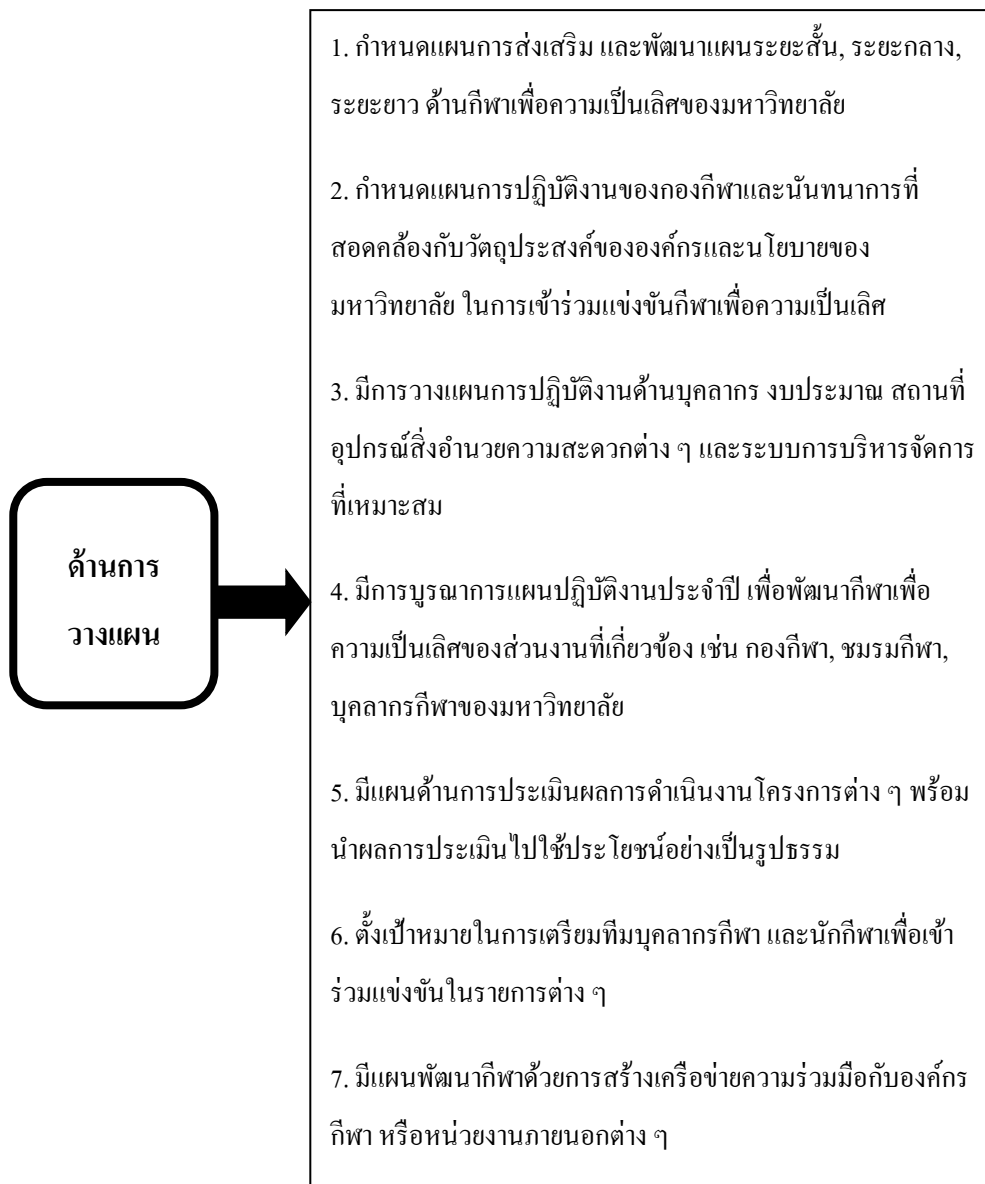 1. กำหนดแผนการส่งเสริม และพัฒนาแผนระยะสั้น, ระยะกลาง,
ระยะยาว ด้านกีฬาเพื่อความเป็นเลิศของมหาวิทยาลัย
2. กำหนดแผนการปฏิบัติงานของกองกีฬาและนันทนาการที่
สอดคล้องกับวัตถุประสงค์ขององค์กรและนโยบายของ
มหาวิทยาลัย ในการเข้าร่วมแข่งขันกีฬาเพื่อความเป็นเลิศ
3. มีการวางแผนการปฏิบัติงานด้านบุคลากร งบประมาณ สถานที่
อุปกรณ์สิ่งอำนวยความสะดวกต่าง ๆ และระบบการบริหารจัดการ
ที่เหมาะสม
ด้านการ
วางแผน
4. มีการบูรณาการแผนปฏิบัติงานประจำปี เพื่อพัฒนากีฬาเพื่อ
ความเป็นเลิศของส่วนงานที่เกี่ยวข้อง เช่น กองกีฬา, ชมรมกีฬา,
บุคลากรกีฬาของมหาวิทยาลัย
5. มีแผนด้านการประเมินผลการดำเนินงานโครงการต่าง ๆ พร้อม
นำผลการประเมินไปใช้ประโยชน์อย่างเป็นรูปธรรม
6. ตั้งเป้าหมายในการเตรียมทีมบุคลากรกีฬา และนักกีฬาเพื่อเข้า
ร่วมแข่งขันในรายการต่าง ๆ
7. มีแผนพัฒนากีฬาด้วยการสร้างเครือข่ายความร่วมมือกับองค์กร
กีฬา หรือหน่วยงานภายนอกต่าง ๆ